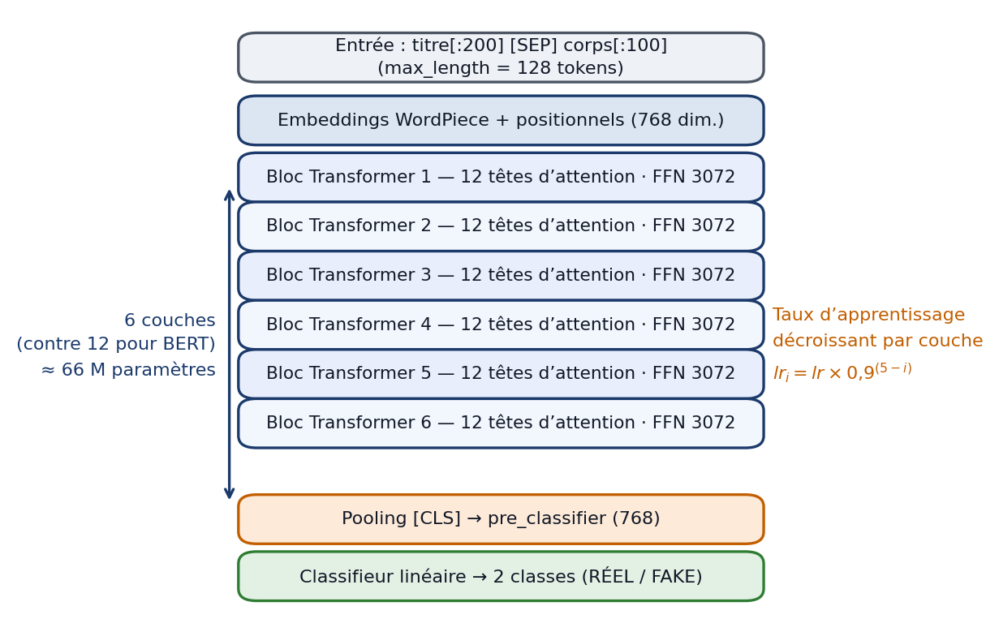 Entrée : titre[:200] [SEP] corps[:100]
(max_length = 128 tokens)
Embeddings WordPiece + positionnels (768 dim.)
Bloc Transformer 1 — 12 têtes d’attention · FFN 3072
Bloc Transformer 2 — 12 têtes d’attention · FFN 3072
Bloc Transformer 3 — 12 têtes d’attention · FFN 3072
Bloc Transformer 4 — 12 têtes d’attention · FFN 3072
Bloc Transformer 5 — 12 têtes d’attention · FFN 3072
Bloc Transformer 6 — 12 têtes d’attention · FFN 3072
6 couches
(contre 12 pour BERT)
≈ 66 M paramètres
Taux d’apprentissage
décroissant par couche
lr_i = lr × 0,9^(5 − i)
Pooling [CLS] → pre_classifier (768)
Classifieur linéaire → 2 classes (RÉEL / FAKE)